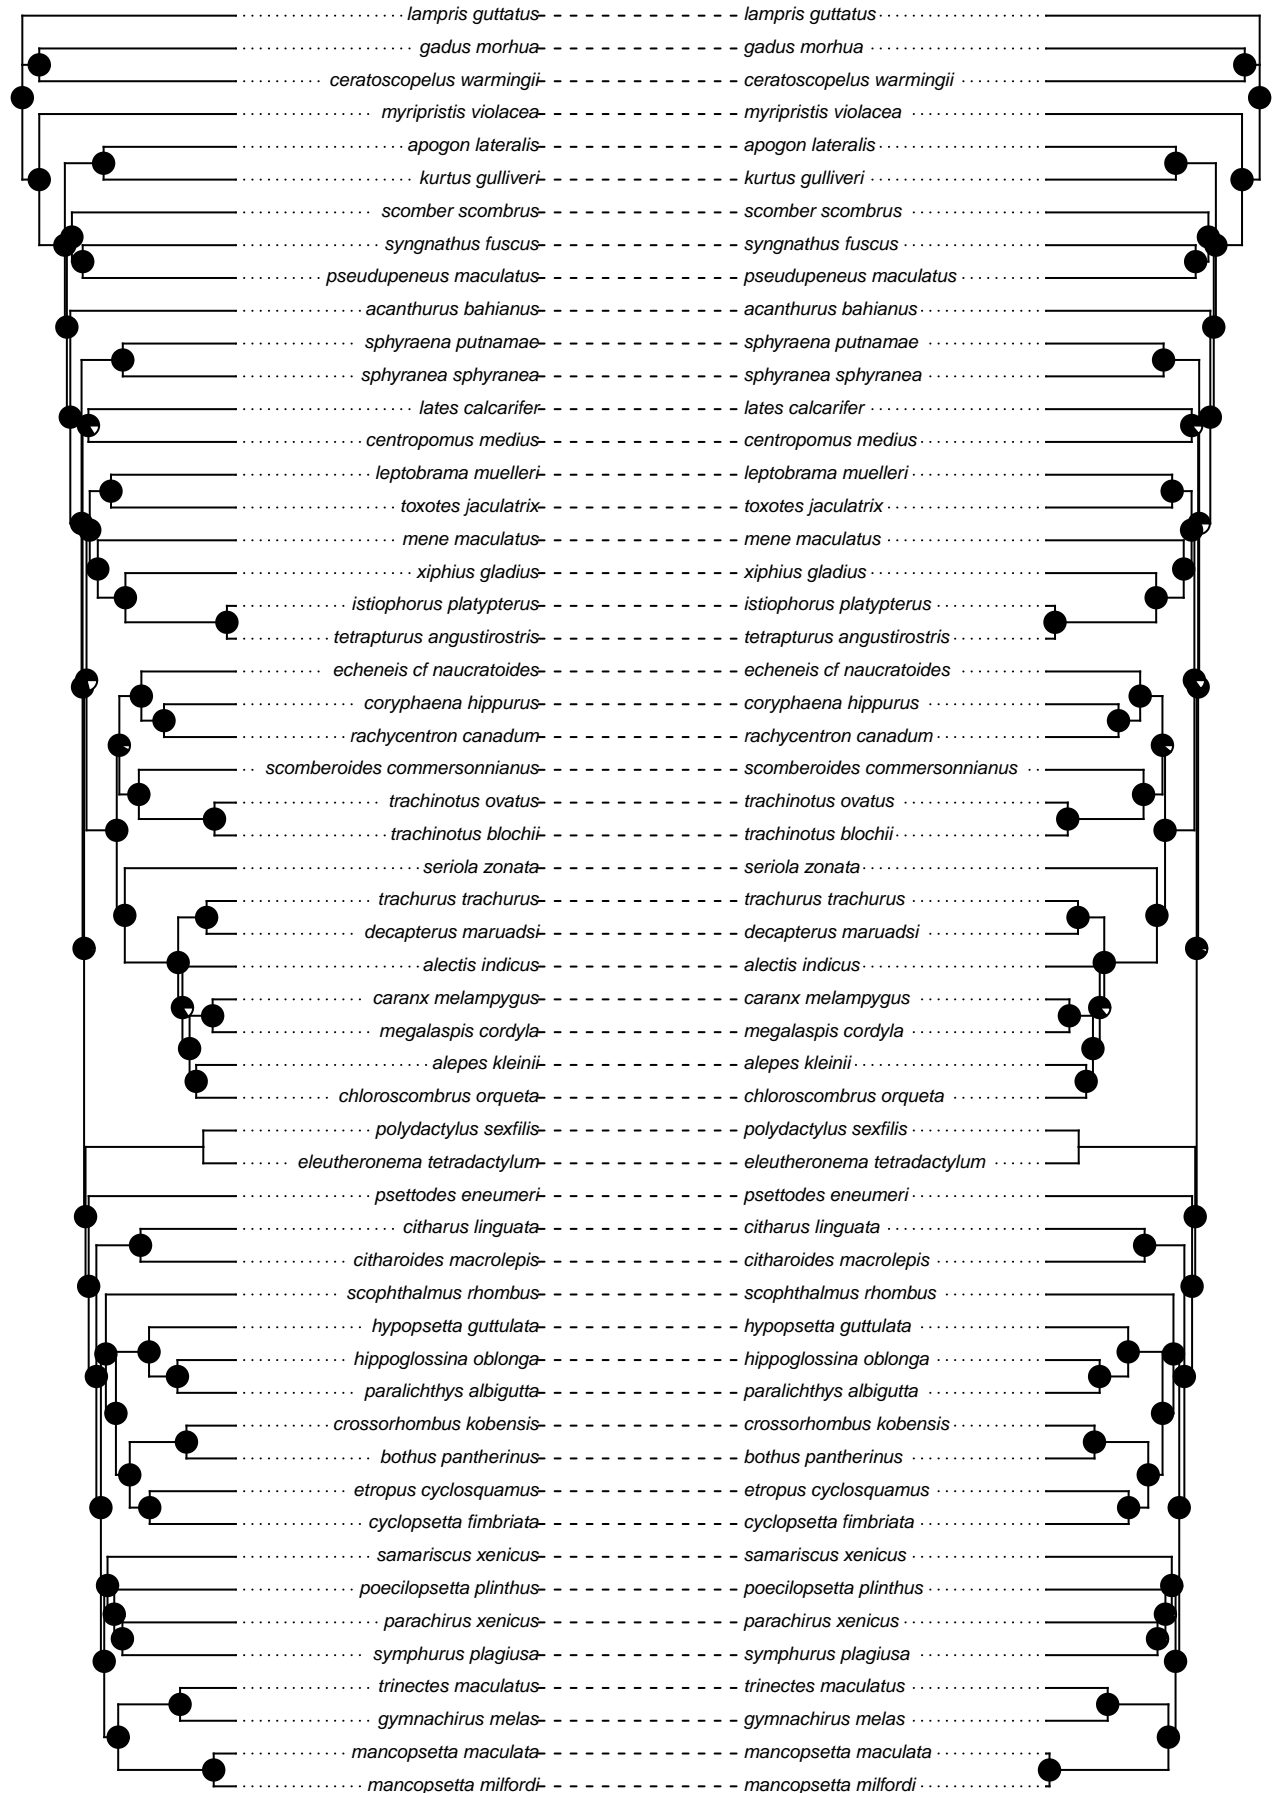 lampris guttatus lampris guttatus
gadus morhua gadus morhua
ceratoscopelus warmingii ceratoscopelus warmingii
myripristis violacea myripristis violacea
apogon lateralis apogon lateralis
kurtus gulliveri kurtus gulliveri
scomber scombrus scomber scombrus
syngnathus fuscus syngnathus fuscus
pseudupeneus maculatus pseudupeneus maculatus
acanthurus bahianus acanthurus bahianus
sphyraena putnamae sphyraena putnamae
sphyranea sphyranea sphyranea sphyranea
lates calcarifer lates calcarifer
centropomus medius centropomus medius
leptobrama muelleri leptobrama muelleri
toxotes jaculatrix toxotes jaculatrix
mene maculatus mene maculatus
xiphius gladius xiphius gladius
istiophorus platypterus istiophorus platypterus
tetrapturus angustirostris tetrapturus angustirostris
echeneis cf naucratoides echeneis cf naucratoides
coryphaena hippurus coryphaena hippurus
rachycentron canadum rachycentron canadum
scomberoides commersonnianus scomberoides commersonnianus
trachinotus ovatus trachinotus ovatus
trachinotus blochii trachinotus blochii
seriola zonata seriola zonata
trachurus trachurus trachurus trachurus
decapterus maruadsi decapterus maruadsi
alectis indicus alectis indicus
caranx melampygus caranx melampygus
megalaspis cordyla megalaspis cordyla
alepes kleinii alepes kleinii
chloroscombrus orqueta chloroscombrus orqueta
polydactylus sexfilis polydactylus sexfilis
eleutheronema tetradactylum eleutheronema tetradactylum
psettodes eneumeri psettodes eneumeri
citharus linguata citharus linguata
citharoides macrolepis citharoides macrolepis
scophthalmus rhombus scophthalmus rhombus
hypopsetta guttulata hypopsetta guttulata
hippoglossina oblonga hippoglossina oblonga
paralichthys albigutta paralichthys albigutta
crossorhombus kobensis crossorhombus kobensis
bothus pantherinus bothus pantherinus
etropus cyclosquamus etropus cyclosquamus
cyclopsetta fimbriata cyclopsetta fimbriata
samariscus xenicus samariscus xenicus
poecilopsetta plinthus poecilopsetta plinthus
parachirus xenicus parachirus xenicus
symphurus plagiusa symphurus plagiusa
trinectes maculatus trinectes maculatus
gymnachirus melas gymnachirus melas
mancopsetta maculata mancopsetta maculata
mancopsetta milfordi mancopsetta milfordi